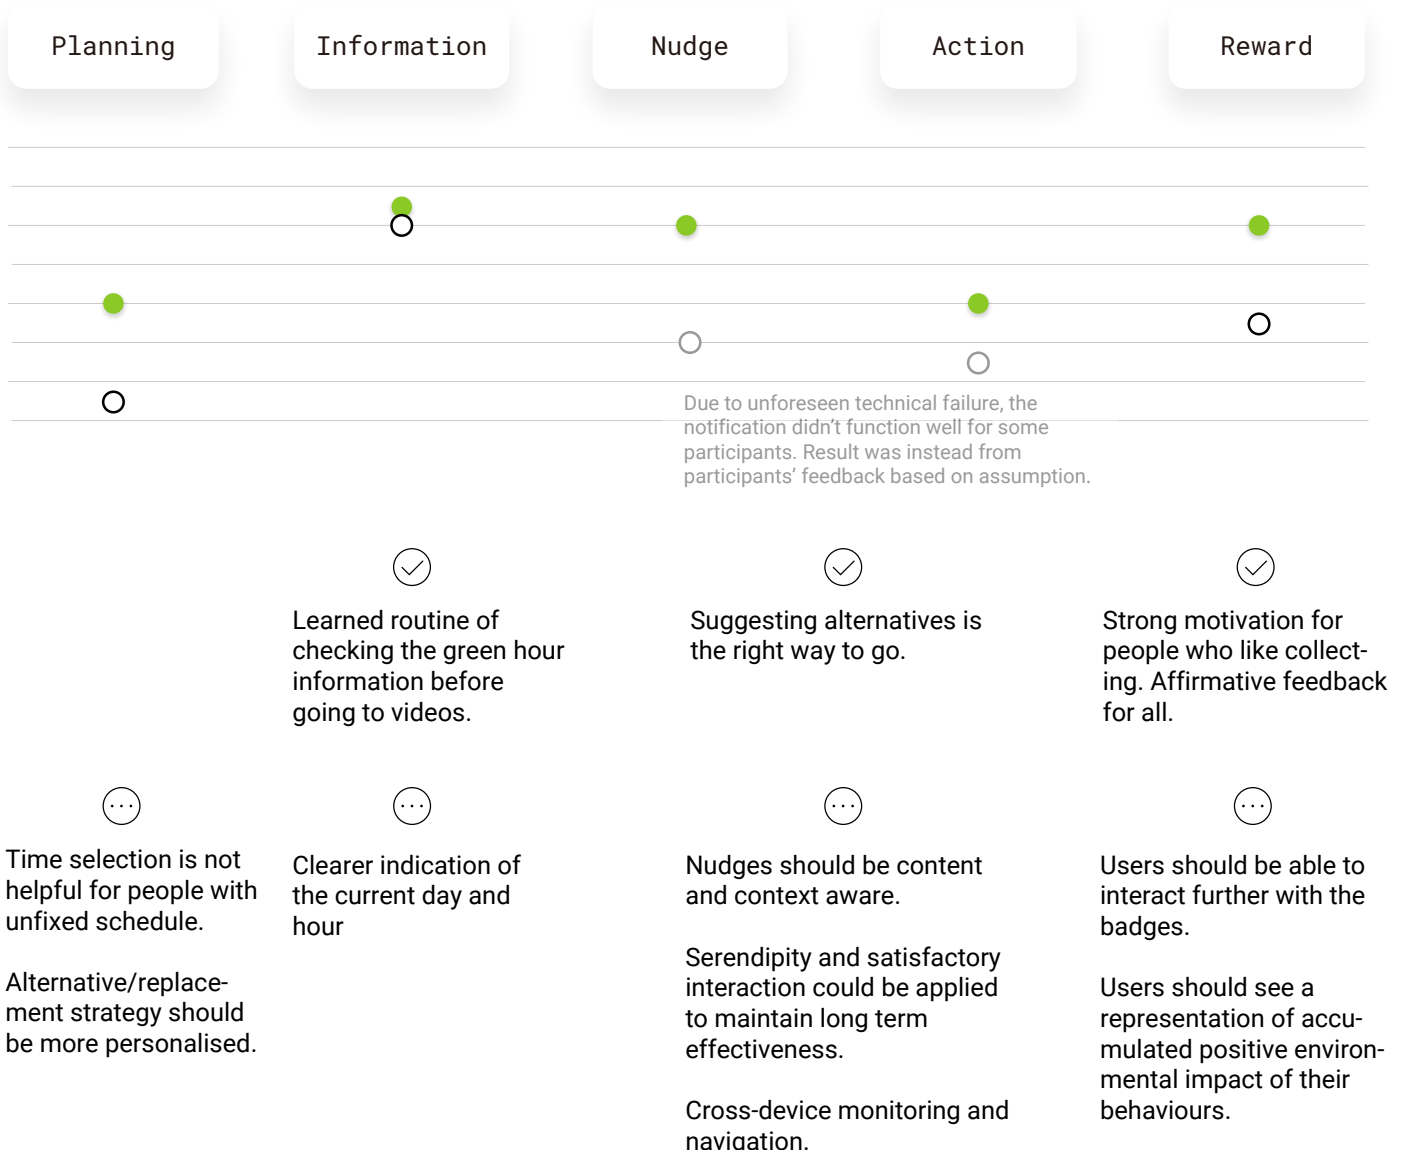 Planning
Information
Nudge
Action
Reward
Due to unforeseen technical failure, the
notification didn’t function well for some
participants. Result was instead from
participants’ feedback based on assumption.
Learned routine of
checking the green hour
information before
going to videos.
Suggesting alternatives is
the right way to go.
Strong motivation for
people who like collect-
ing. Affirmative feedback
for all.
Time selection is not
helpful for people with
unfixed schedule.
Alternative/replace-
ment strategy should
be more personalised.
Clearer indication of
the current day and
hour
Nudges should be content
and context aware.
Serendipity and satisfactory
interaction could be applied
to maintain long term
effectiveness.
Cross-device monitoring and
navigation.
Users should be able to
interact further with the
badges.
Users should see a
representation of accu-
mulated positive environ-
mental impact of their
behaviours.